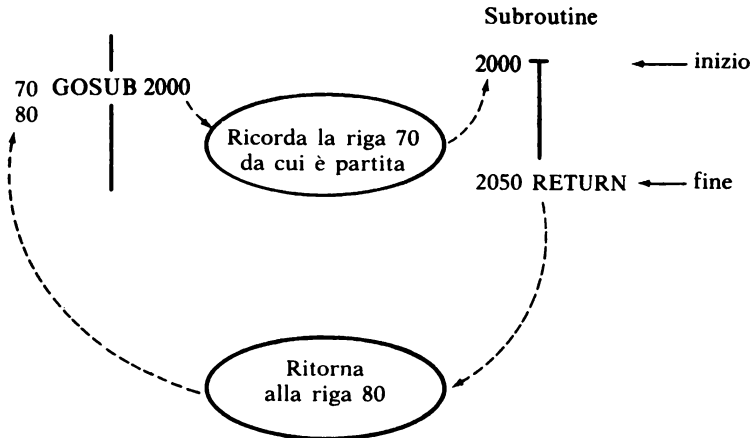 Subroutine
2000
inizio
70 GOSUB 2000
80
Ricorda la riga 70
da cui è partita
2050 RETURN
fine
Ritorna
alla riga 80